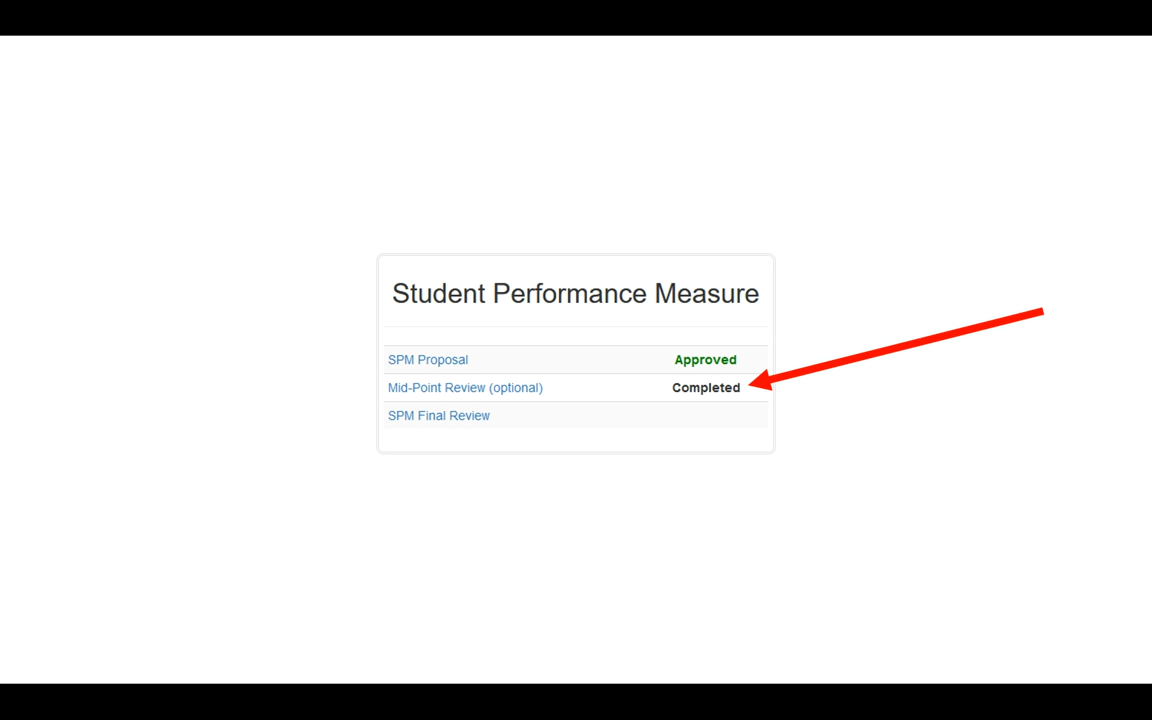 Student Performance Measure
SPM Proposal Approved
Mid-Point Review (optional) Completed
SPM Final Review